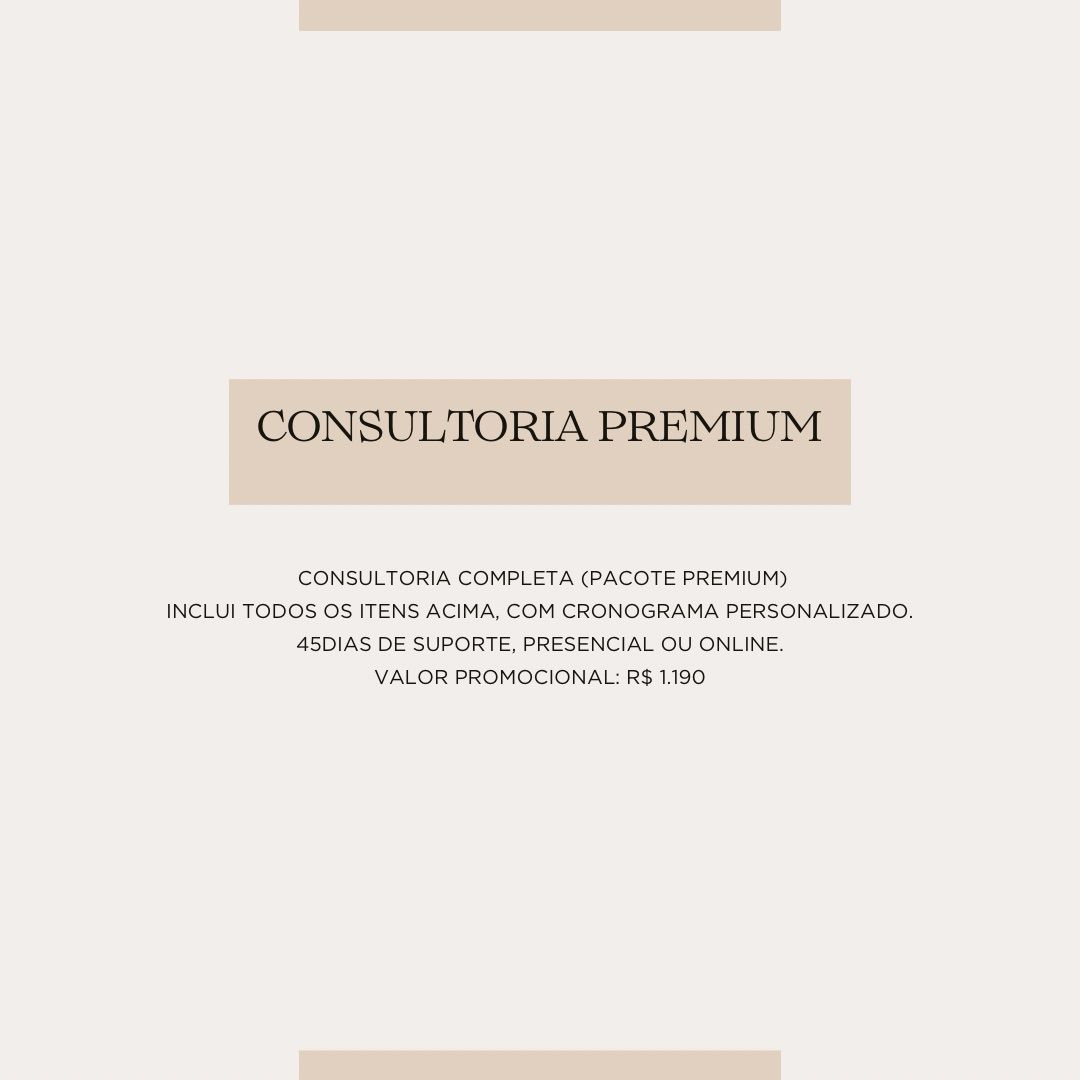 CONSULTORIA PREMIUM
CONSULTORIA COMPLETA (PACOTE PREMIUM)
INCLUI TODOS OS ITENS ACIMA, COM CRONOGRAMA PERSONALIZADO.
45DIAS DE SUPORTE, PRESENCIAL OU ONLINE.
VALOR PROMOCIONAL: R$ 1.190